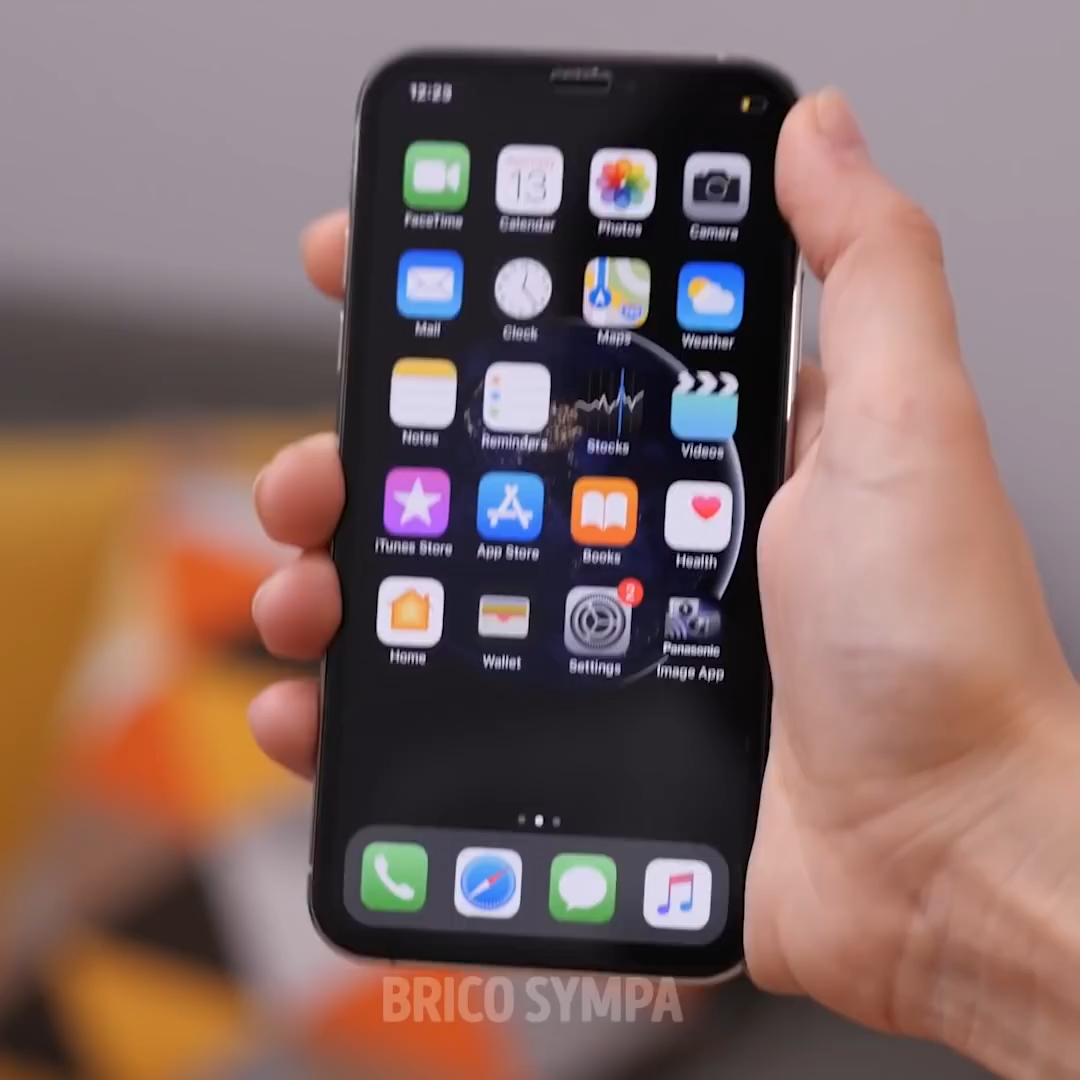 12:23
13
FaceTime Calendar Photos Camera
Mail Clock Maps Weather
Notes Reminders Stocks Videos
iTunes Store App Store Books Health
2
Panasonic
Home Wallet Settings Image App
BRICO SYMPA